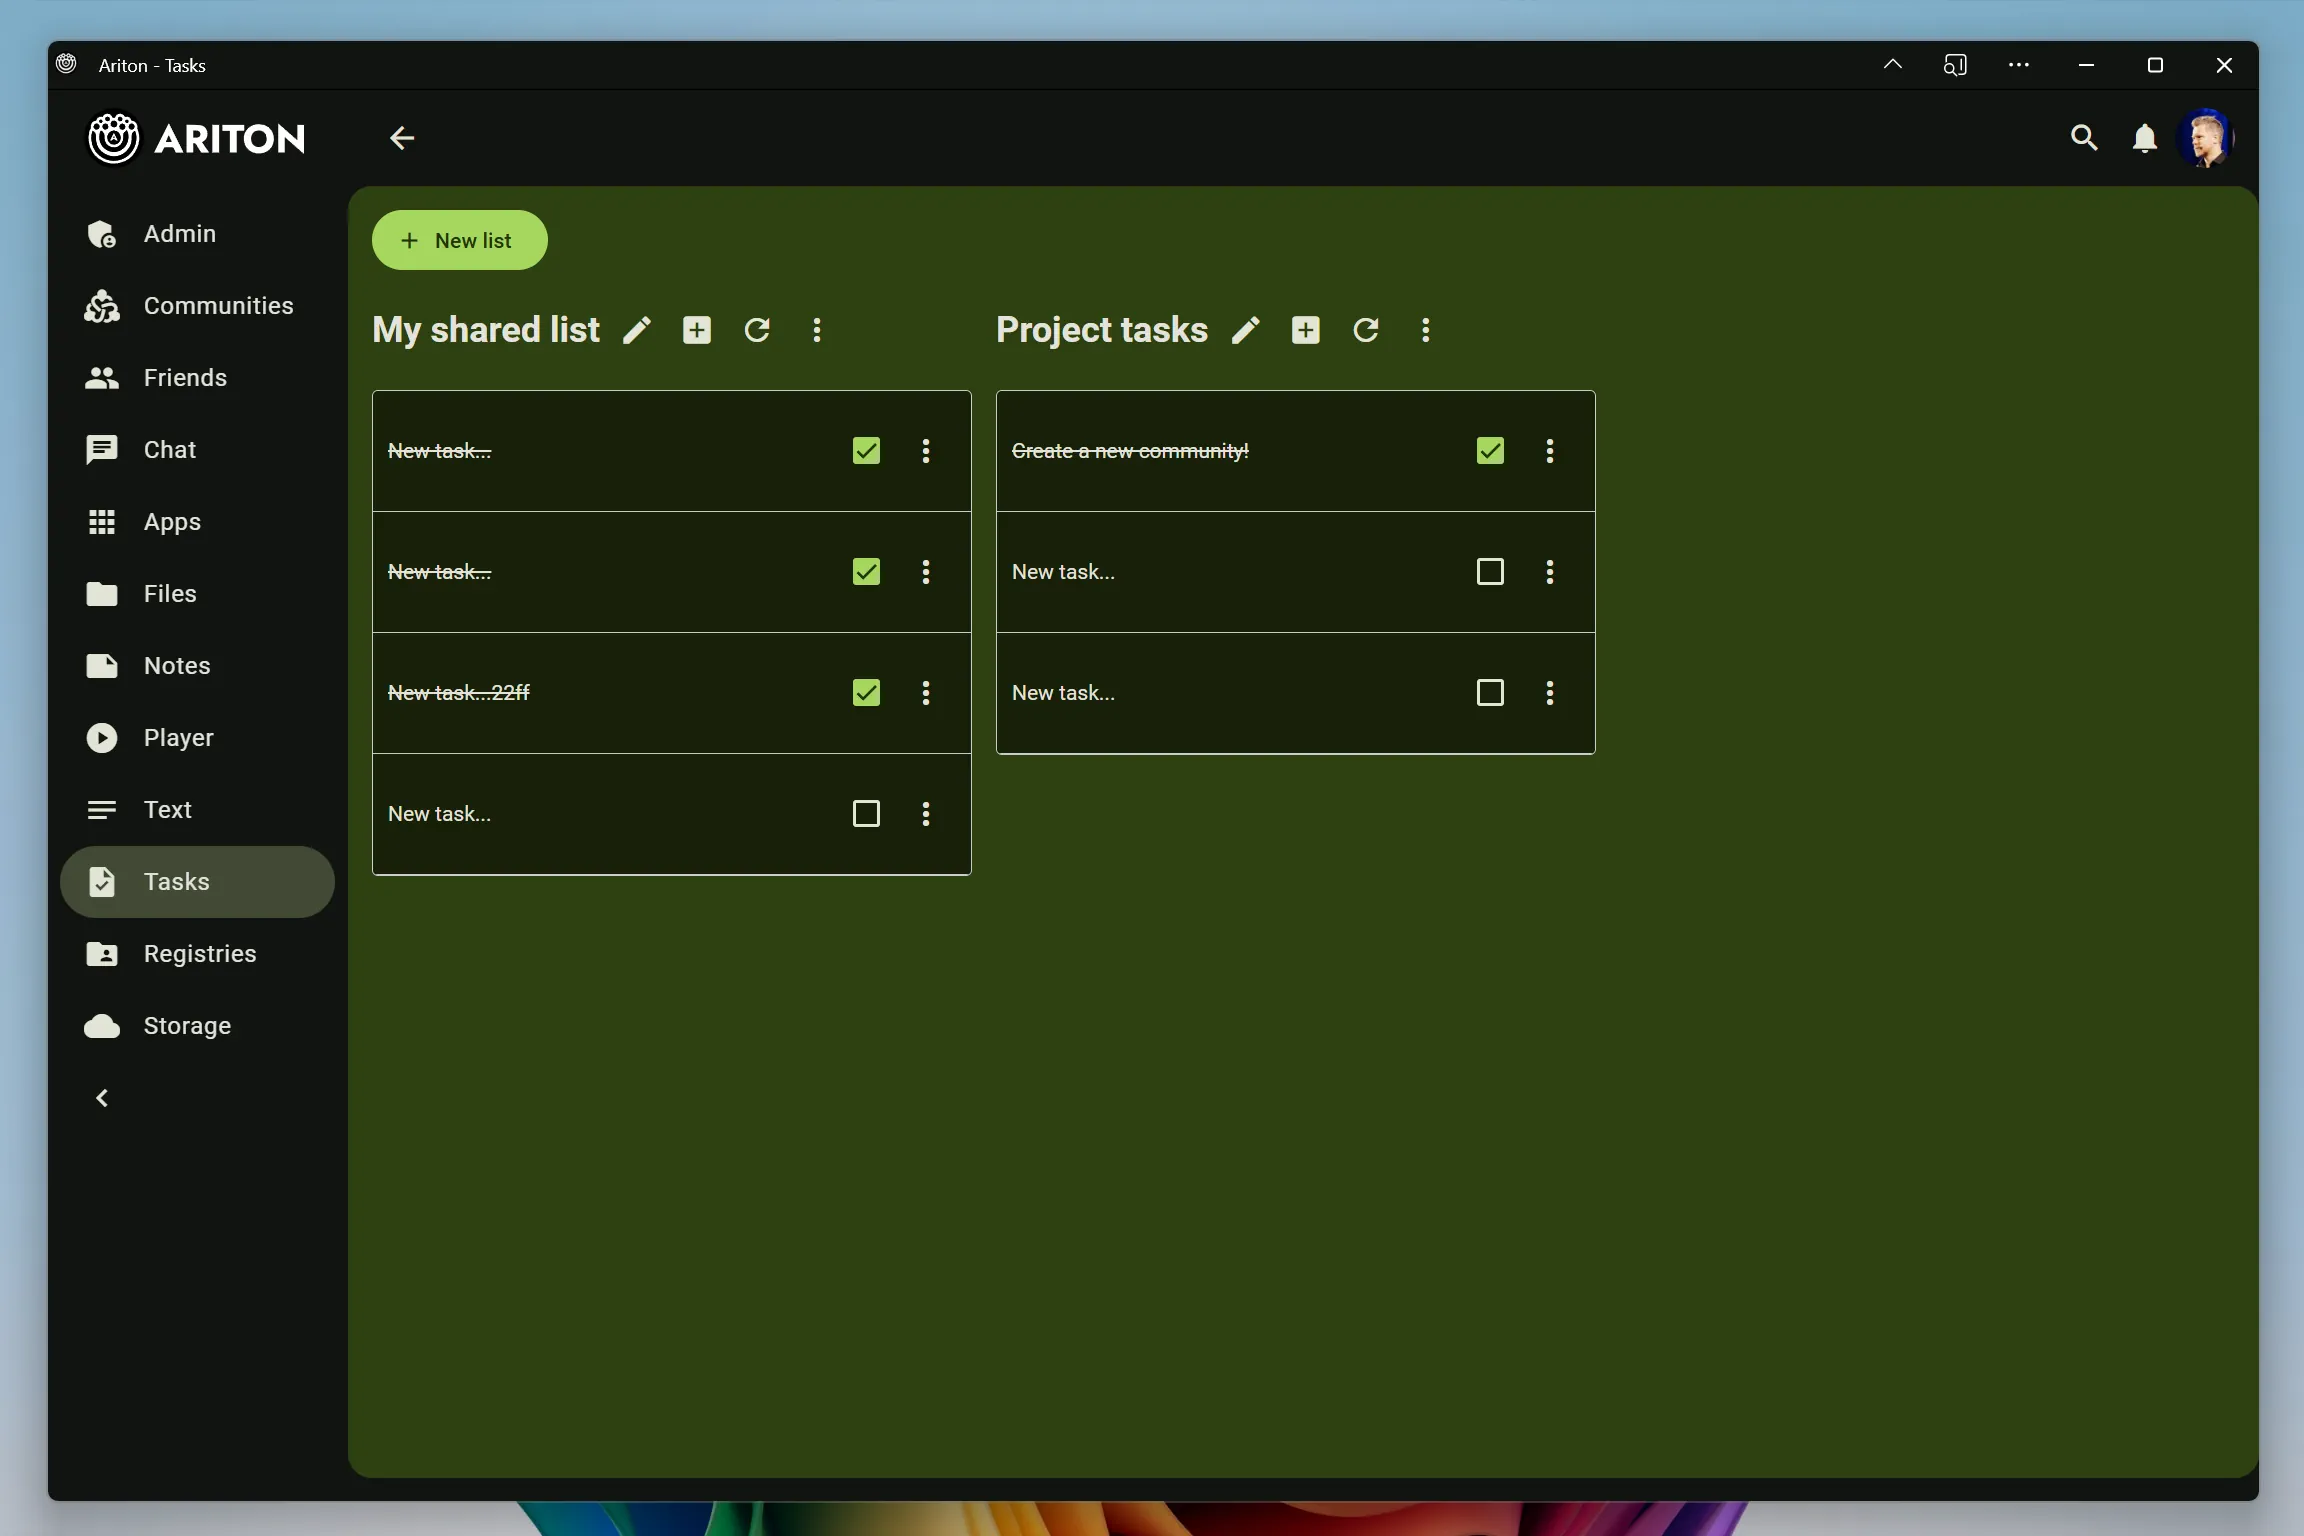 Ariton - Tasks
ARITON
Admin
Communities
Friends
Chat
Apps
Files
Notes
Player
Text
Tasks
Registries
Storage
New list
My shared list
New task...
New task...
New task...22ff
New task...
Project tasks
Create a new community!
New task...
New task...